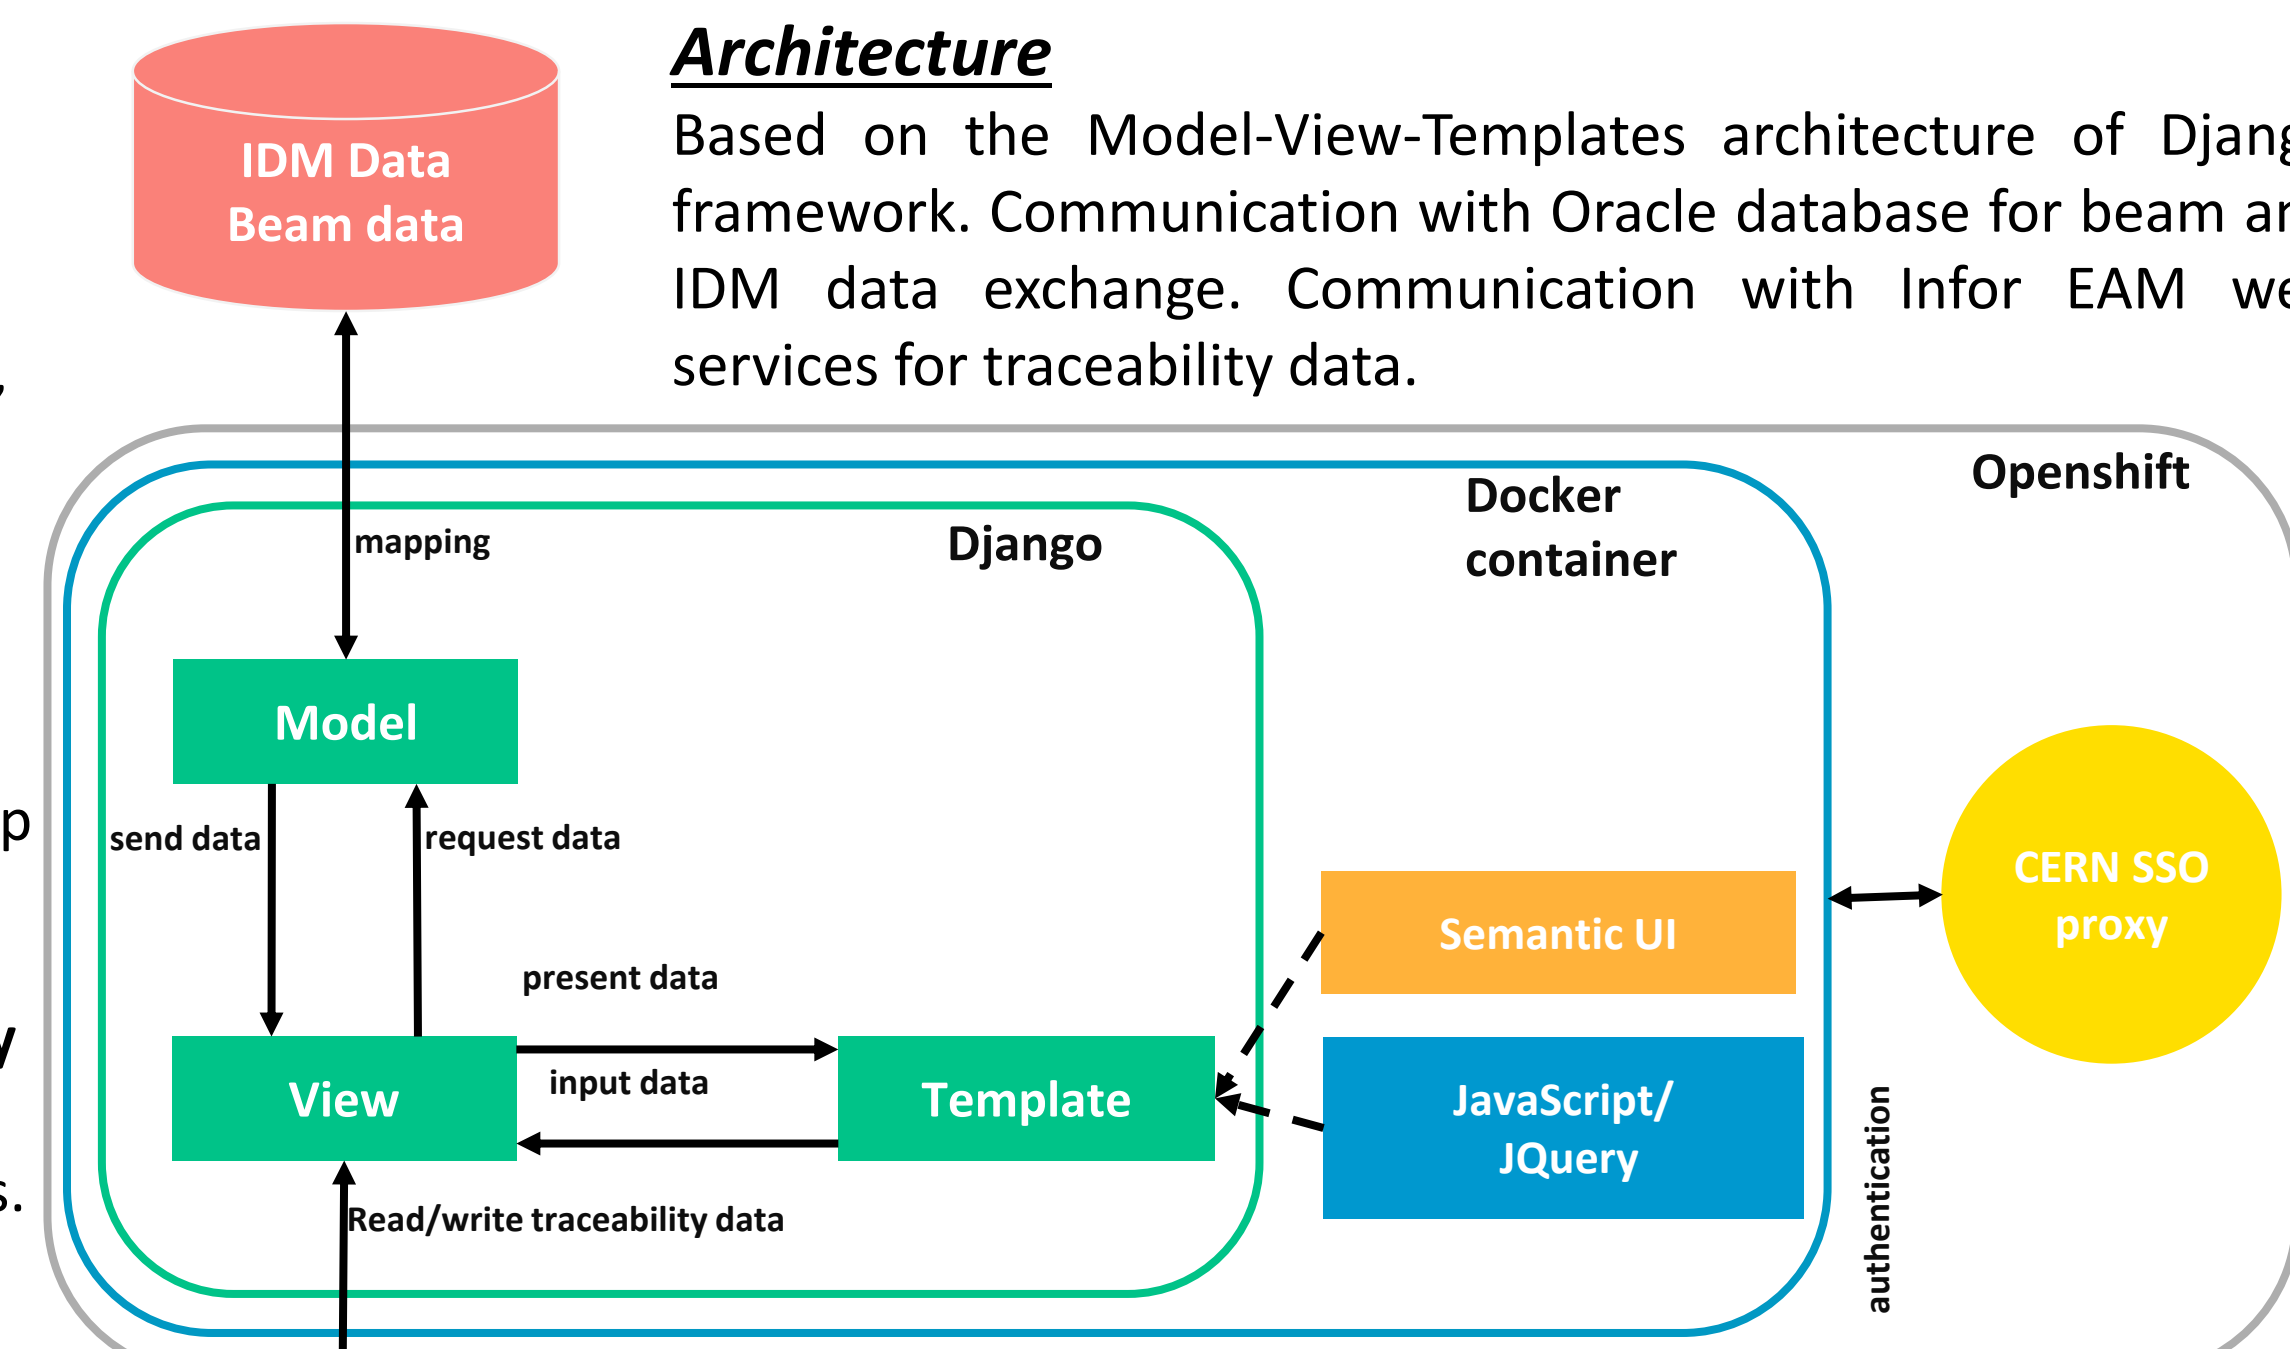 Architecture
Based on the Model-View-Templates architecture of Djang
framework. Communication with Oracle database for beam an
IDM data exchange. Communication with Infor EAM we
services for traceability data.
IDM Data
Beam data
,
Openshift
Docker
container
Django
mapping
Model
p
send data
request data
CERN SSO
proxy
Semantic UI
present data
input data
View
Template
JavaScript/
JQuery
authentication
s.
Read/write traceability data